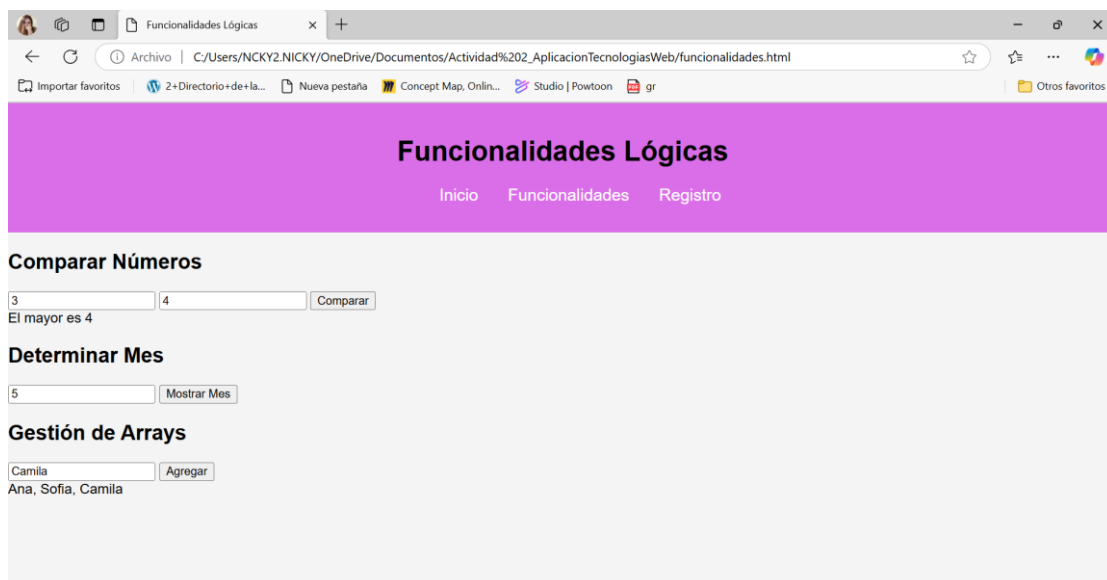 Funcionalidades Lógicas
Archivo | C:/Users/NCKY2.NICKY/OneDrive/Documentos/Actividad%202_AplicacionTecnologiasWeb/funcionalidades.html
Importar favoritos 2+Directorio+de+la... Nueva pestaña Concept Map, Onlin... Studio | Powtoon gr Otros favoritos
Funcionalidades Lógicas
Inicio Funcionalidades Registro
Comparar Números
3 4 Comparar
El mayor es 4
Determinar Mes
5 Mostrar Mes
Gestión de Arrays
Camila Agregar
Ana, Sofia, Camila